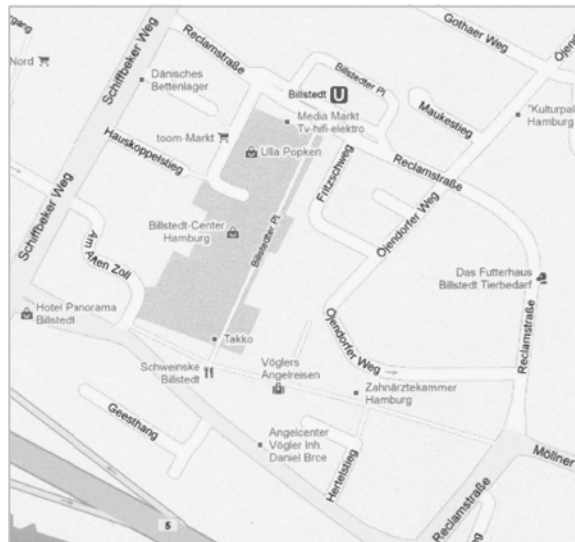 Gothaer Weg
Reclamstraße
Nord
Schiffbeker Weg
Dänisches
Bettenlager
Billstedter Pl.
Billstedt U
Maukestieg
"Kulturpal
Hamburg
Media Markt
Tv-hifi-elektro
toom-Markt
Ulla Popken
Hauskoppelstieg
Fritzschweg
Reclamstraße
Öjendorfer Weg
Schiffbeker Weg
Am Alten Zoll
Billstedt-Center
Hamburg
Billstedter Pl.
Das Futterhaus
Billstedt Tierbedarf
Hotel Panorama
Billstedt
Reclamstraße
Takko
Öjendorfer Weg
Schweinske
Billstedt
Vöglers
Angelreisen
Zahnärztekammer
Hamburg
Geesthang
Angelcenter
Vögler Inh.
Daniel Brce
Hertelstieg
Möllner
Reclamstraße
5